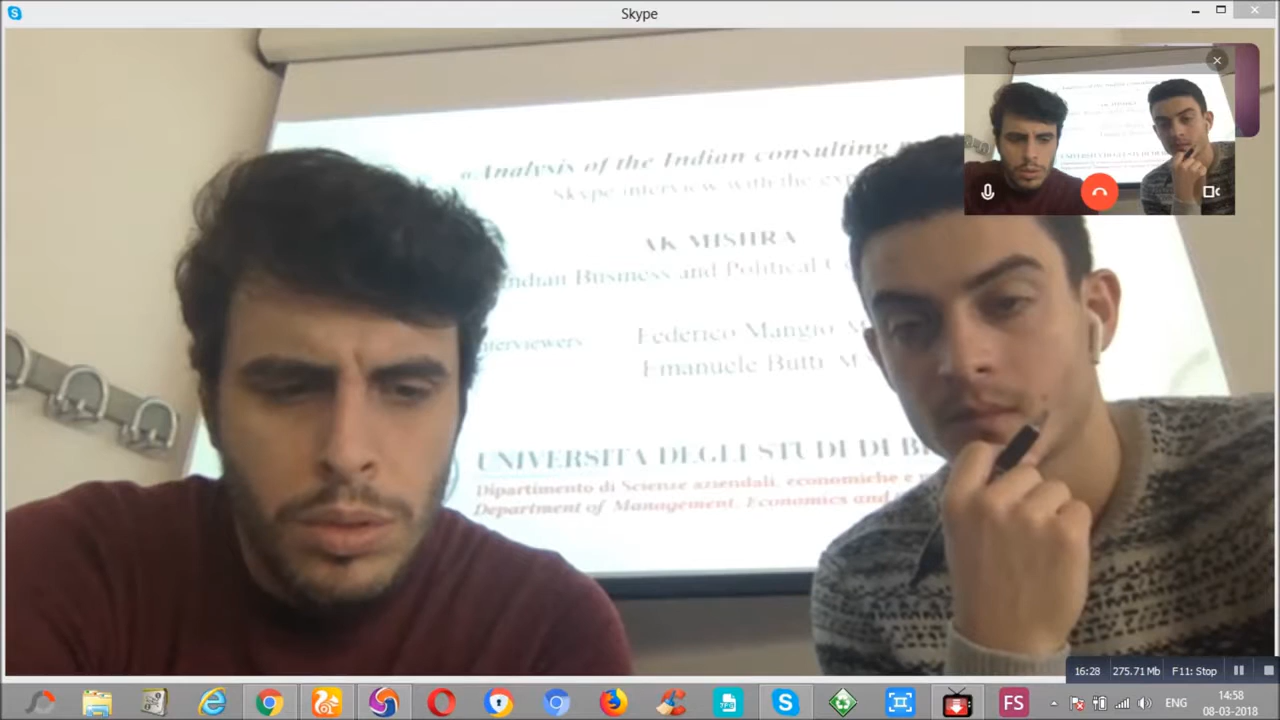 Skype
«Analysis of the Indian consulting
Skype interview with the
AK MISHRA
Indian Business and Political
Interviewers
Federico Mangio
Emanuele Butti
UNIVERSITA DEGLI STUDI DI
Dipartimento di Scienze aziendali, economiche e
Department of Management, Economics and
16:28
275.71 Mb
F11: Stop
FS
ENG
14:58
08-03-2018